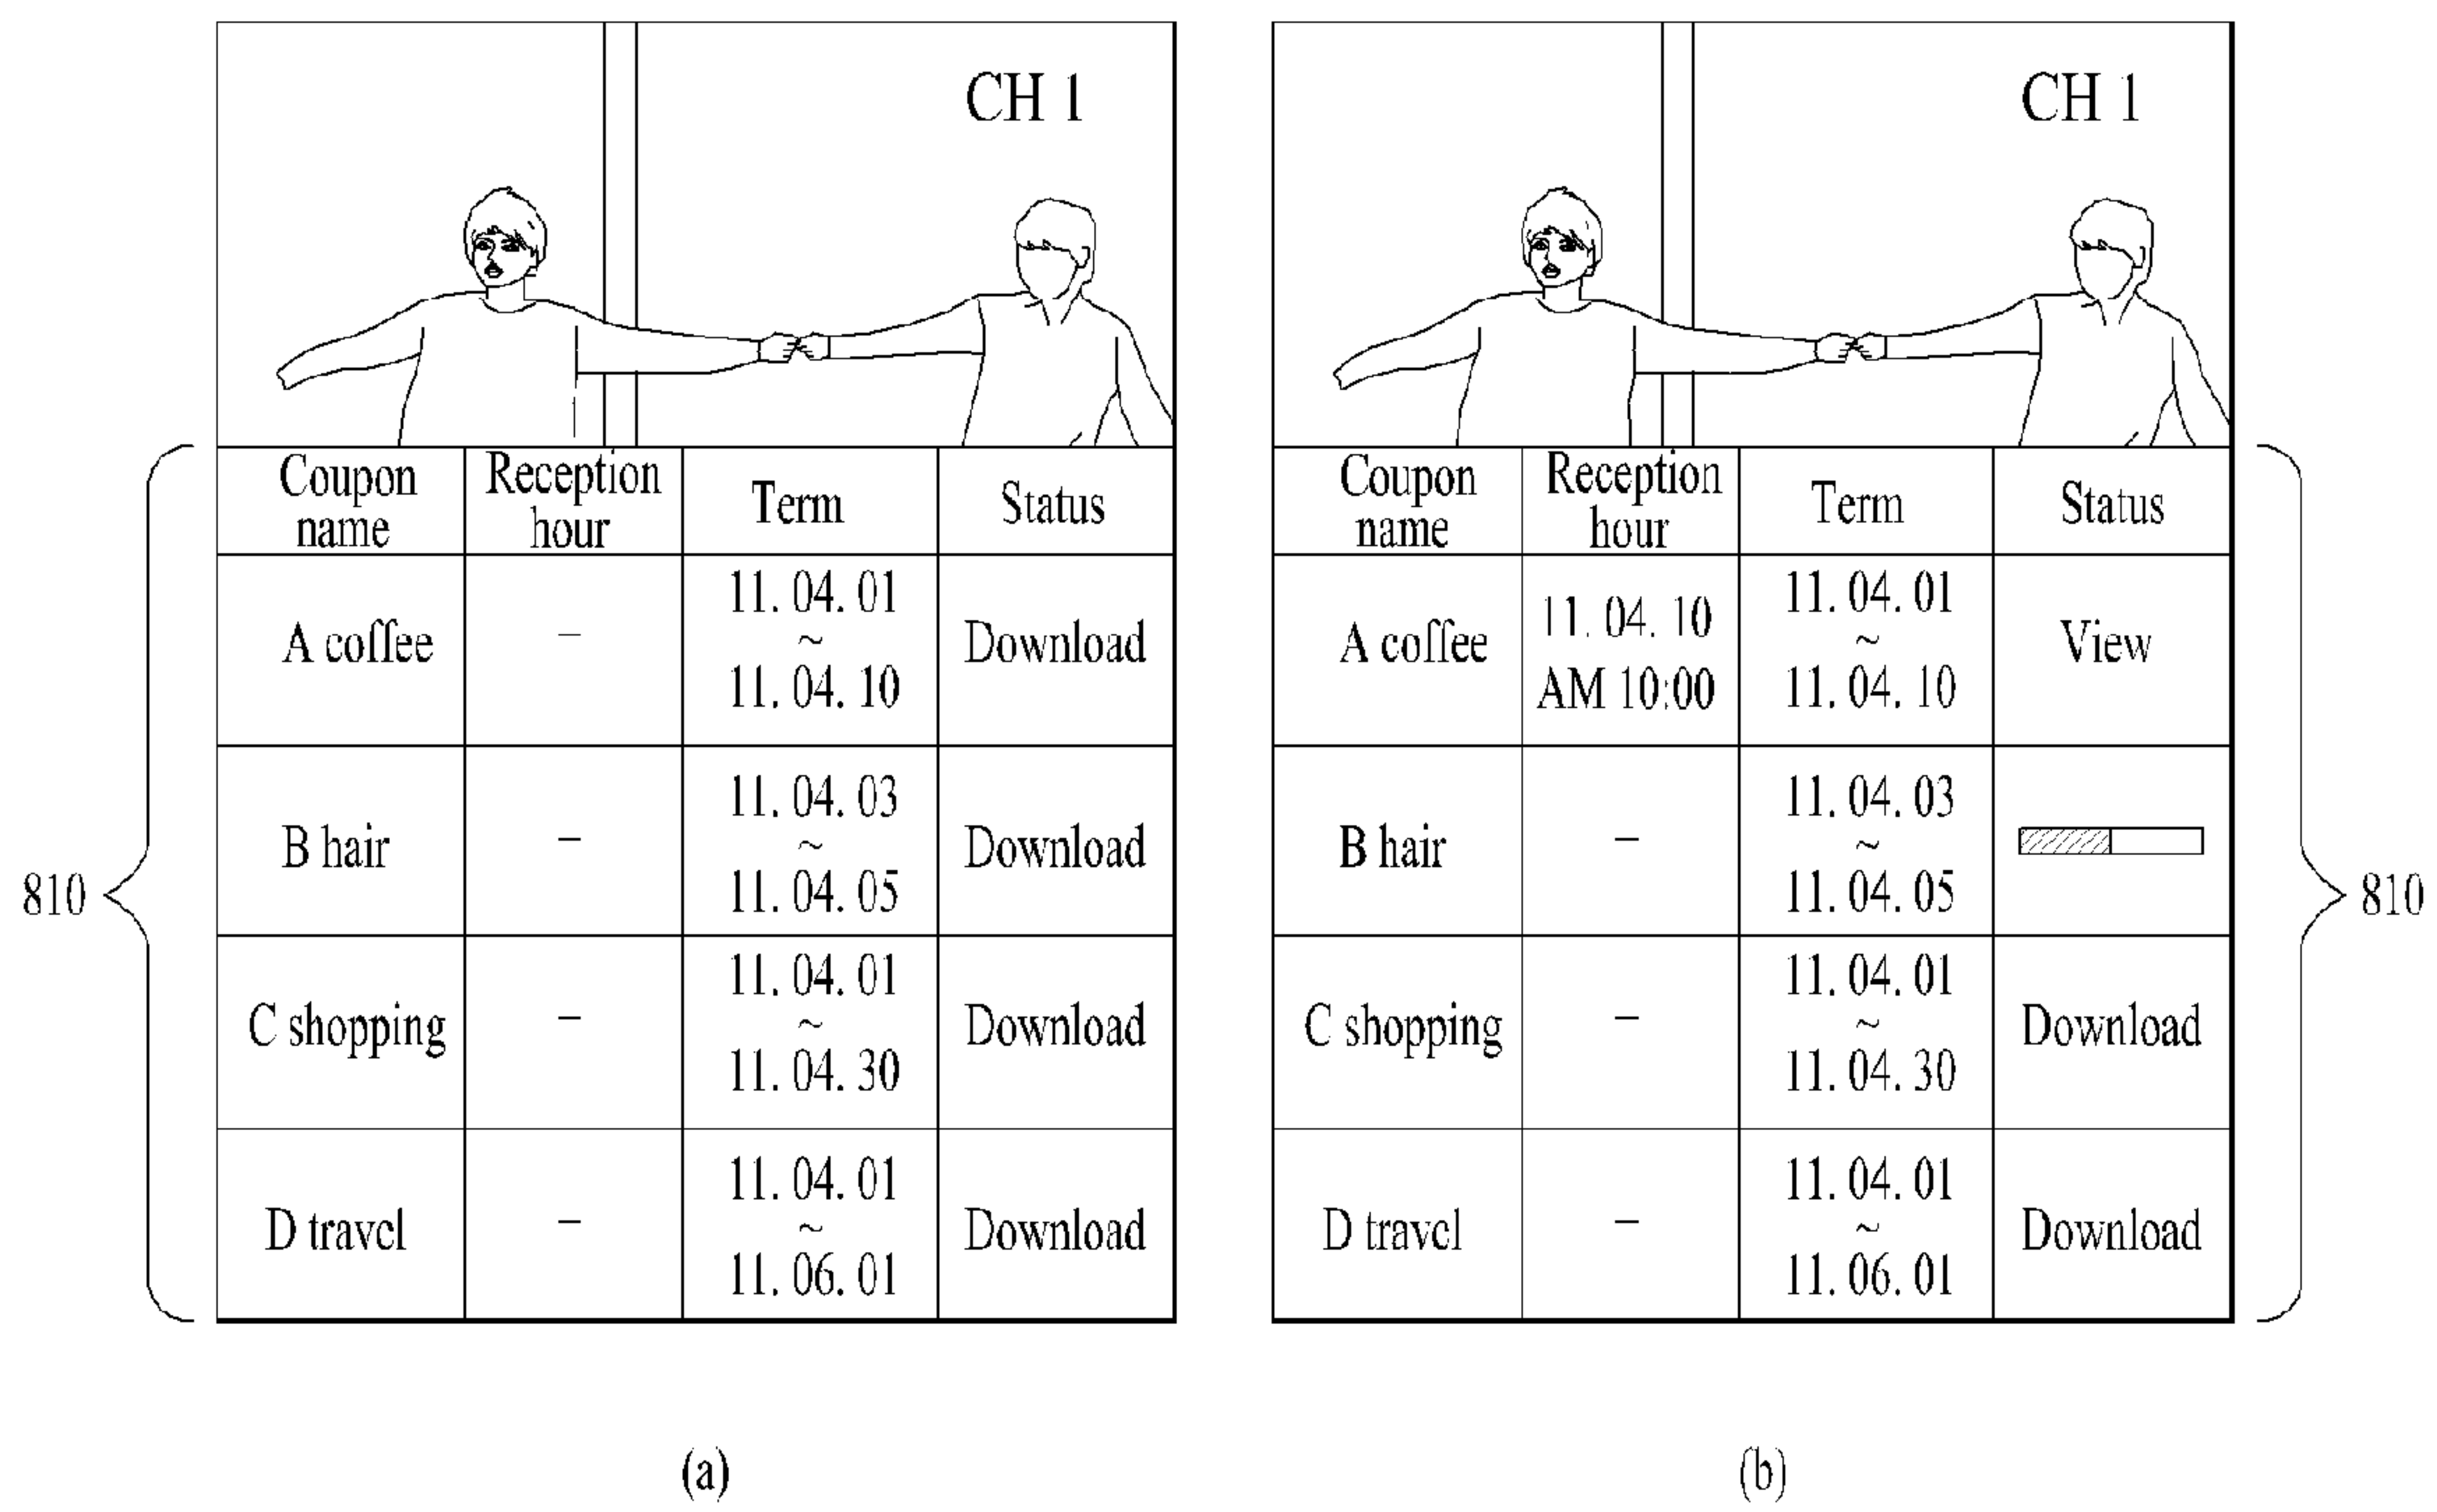 CH 1
Coupon name
Reception hour
Term
Status
A coffee
–
11. 04. 01
~
11. 04. 10
Download
B hair
–
11. 04. 03
~
11. 04. 05
Download
C shopping
–
11. 04. 01
~
11. 04. 30
Download
D travel
–
11. 04. 01
~
11. 06. 01
Download
810
(a)
CH 1
Coupon name
Reception hour
Term
Status
A coffee
11. 04. 10
AM 10:00
11. 04. 01
~
11. 04. 10
View
B hair
–
11. 04. 03
~
11. 04. 05
C shopping
–
11. 04. 01
~
11. 04. 30
Download
D travel
–
11. 04. 01
~
11. 06. 01
Download
810
(b)